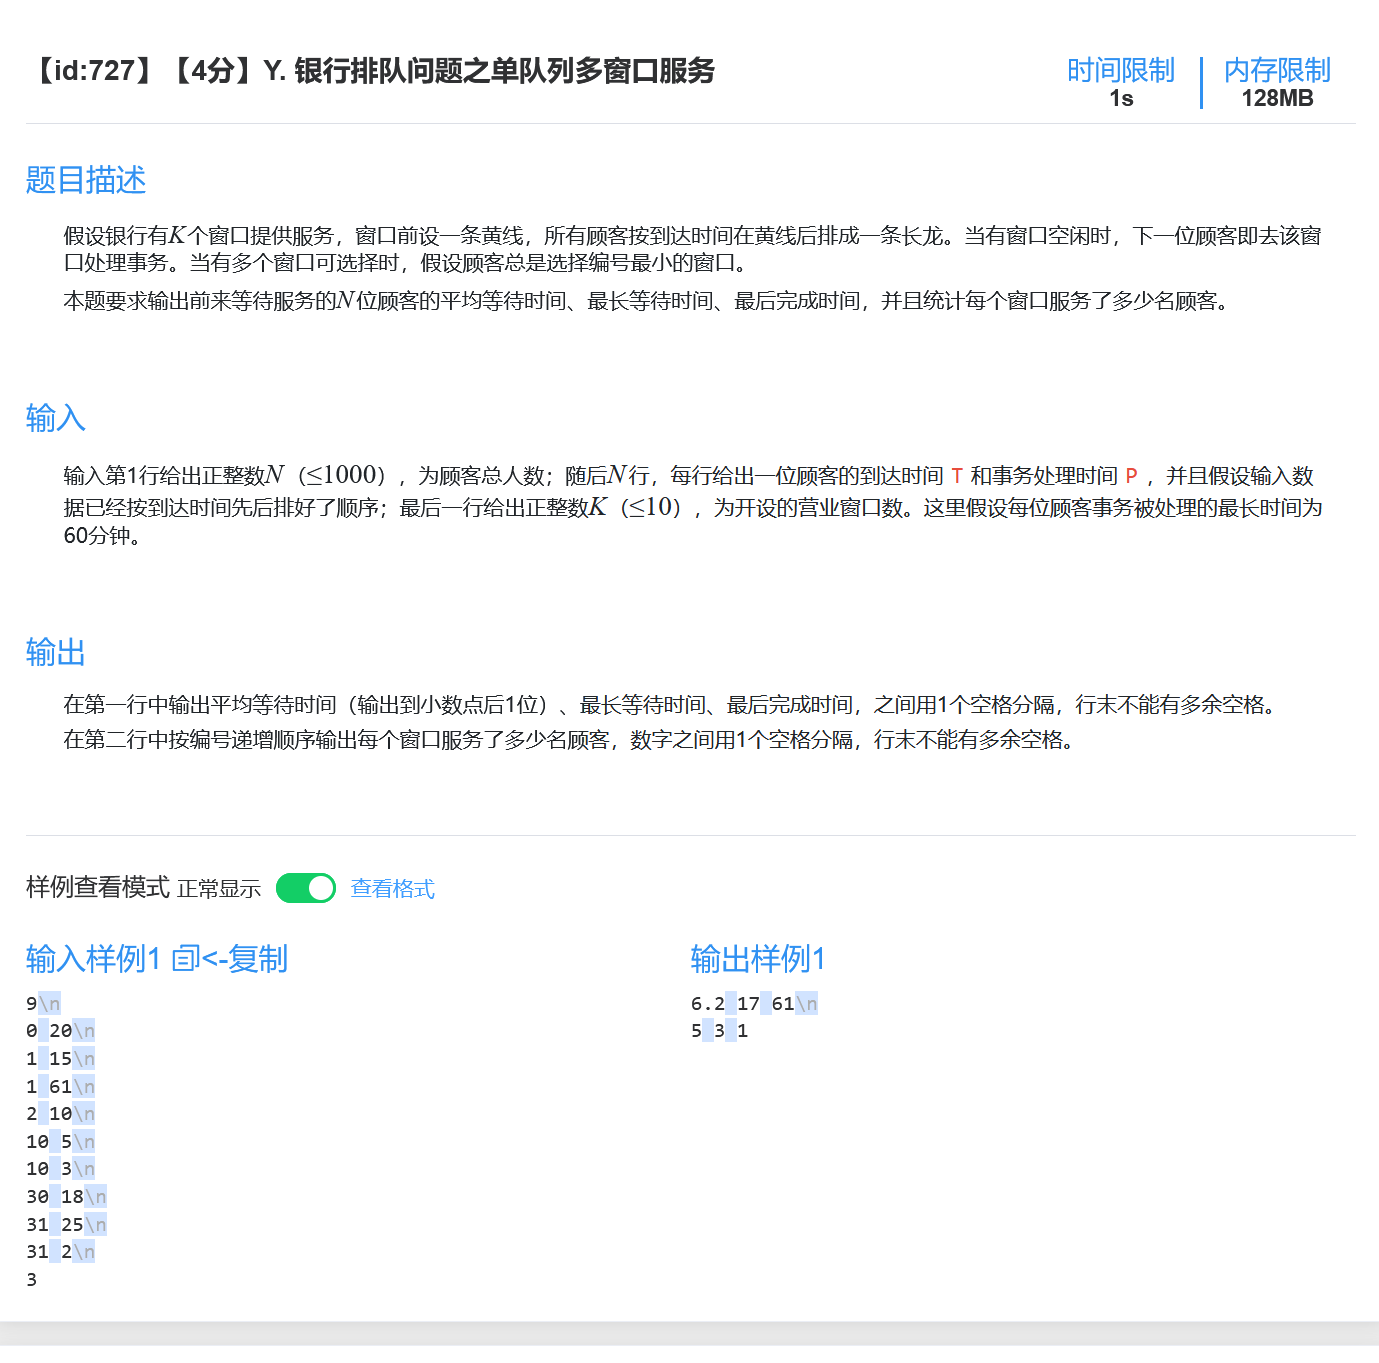 【id:727】【4分】Y. 银行排队问题之单队列多窗口服务
时间限制
1s
内存限制
128MB
题目描述
假设银行有K个窗口提供服务，窗口前设一条黄线，所有顾客按到达时间在黄线后排成一条长龙。当有窗口空闲时，下一位顾客即去该窗
口处理事务。当有多个窗口可选择时，假设顾客总是选择编号最小的窗口。
本题要求输出前来等待服务的N位顾客的平均等待时间、最长等待时间、最后完成时间，并且统计每个窗口服务了多少名顾客。
输入
输入第1行给出正整数N（≤1000），为顾客总人数；随后N行，每行给出一位顾客的到达时间 T 和事务处理时间 P ，并且假设输入数
据已经按到达时间先后排好了顺序；最后一行给出正整数K（≤10），为开设的营业窗口数。这里假设每位顾客事务被处理的最长时间为
60分钟。
输出
在第一行中输出平均等待时间（输出到小数点后1位）、最长等待时间、最后完成时间，之间用1个空格分隔，行末不能有多余空格。
在第二行中按编号递增顺序输出每个窗口服务了多少名顾客，数字之间用1个空格分隔，行末不能有多余空格。
样例查看模式 正常显示 查看格式
输入样例1 <-复制
9\n
0 20\n
1 15\n
1 61\n
2 10\n
10 5\n
10 3\n
30 18\n
31 25\n
31 2\n
3
输出样例1
6.2 17 61\n
5 3 1